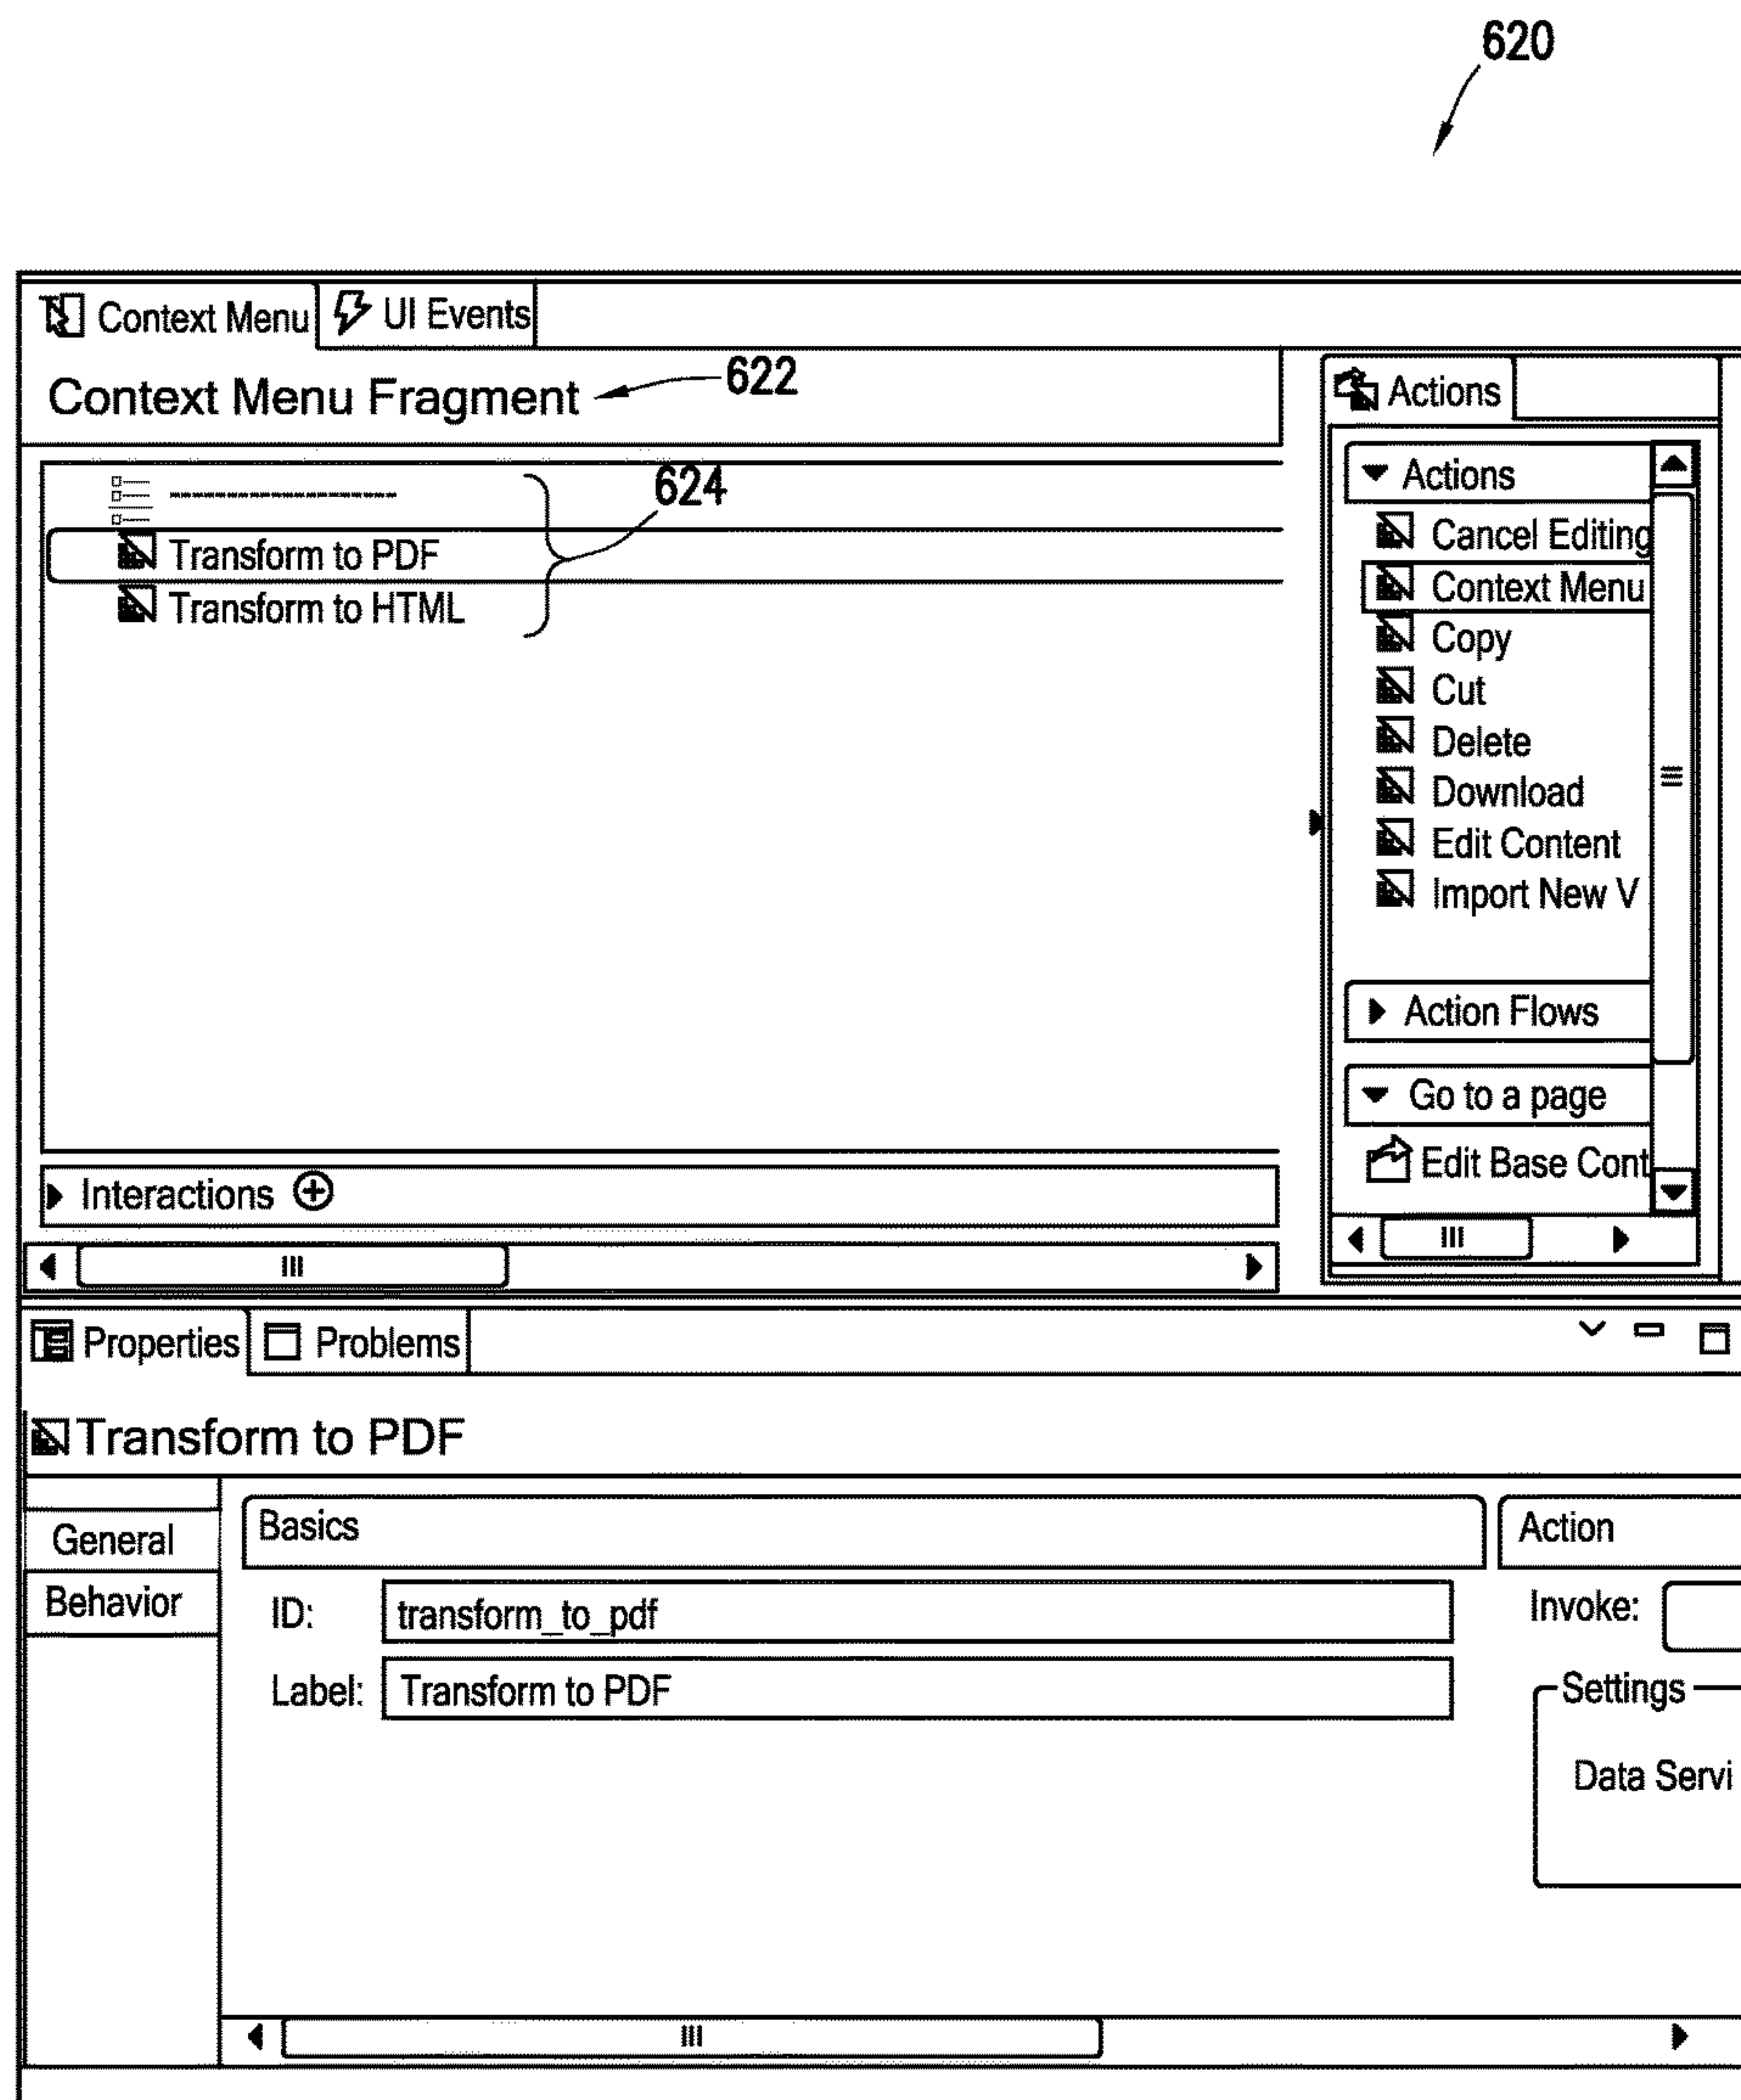 620
Context Menu UI Events
Context Menu Fragment 622
624
Transform to PDF
Transform to HTML
Interactions
Actions
Actions
Cancel Editing
Context Menu
Copy
Cut
Delete
Download
Edit Content
Import New V
Action Flows
Go to a page
Edit Base Cont
Properties Problems
Transform to PDF
General
Behavior
Basics
ID: transform_to_pdf
Label: Transform to PDF
Action
Invoke:
Settings
Data Servi